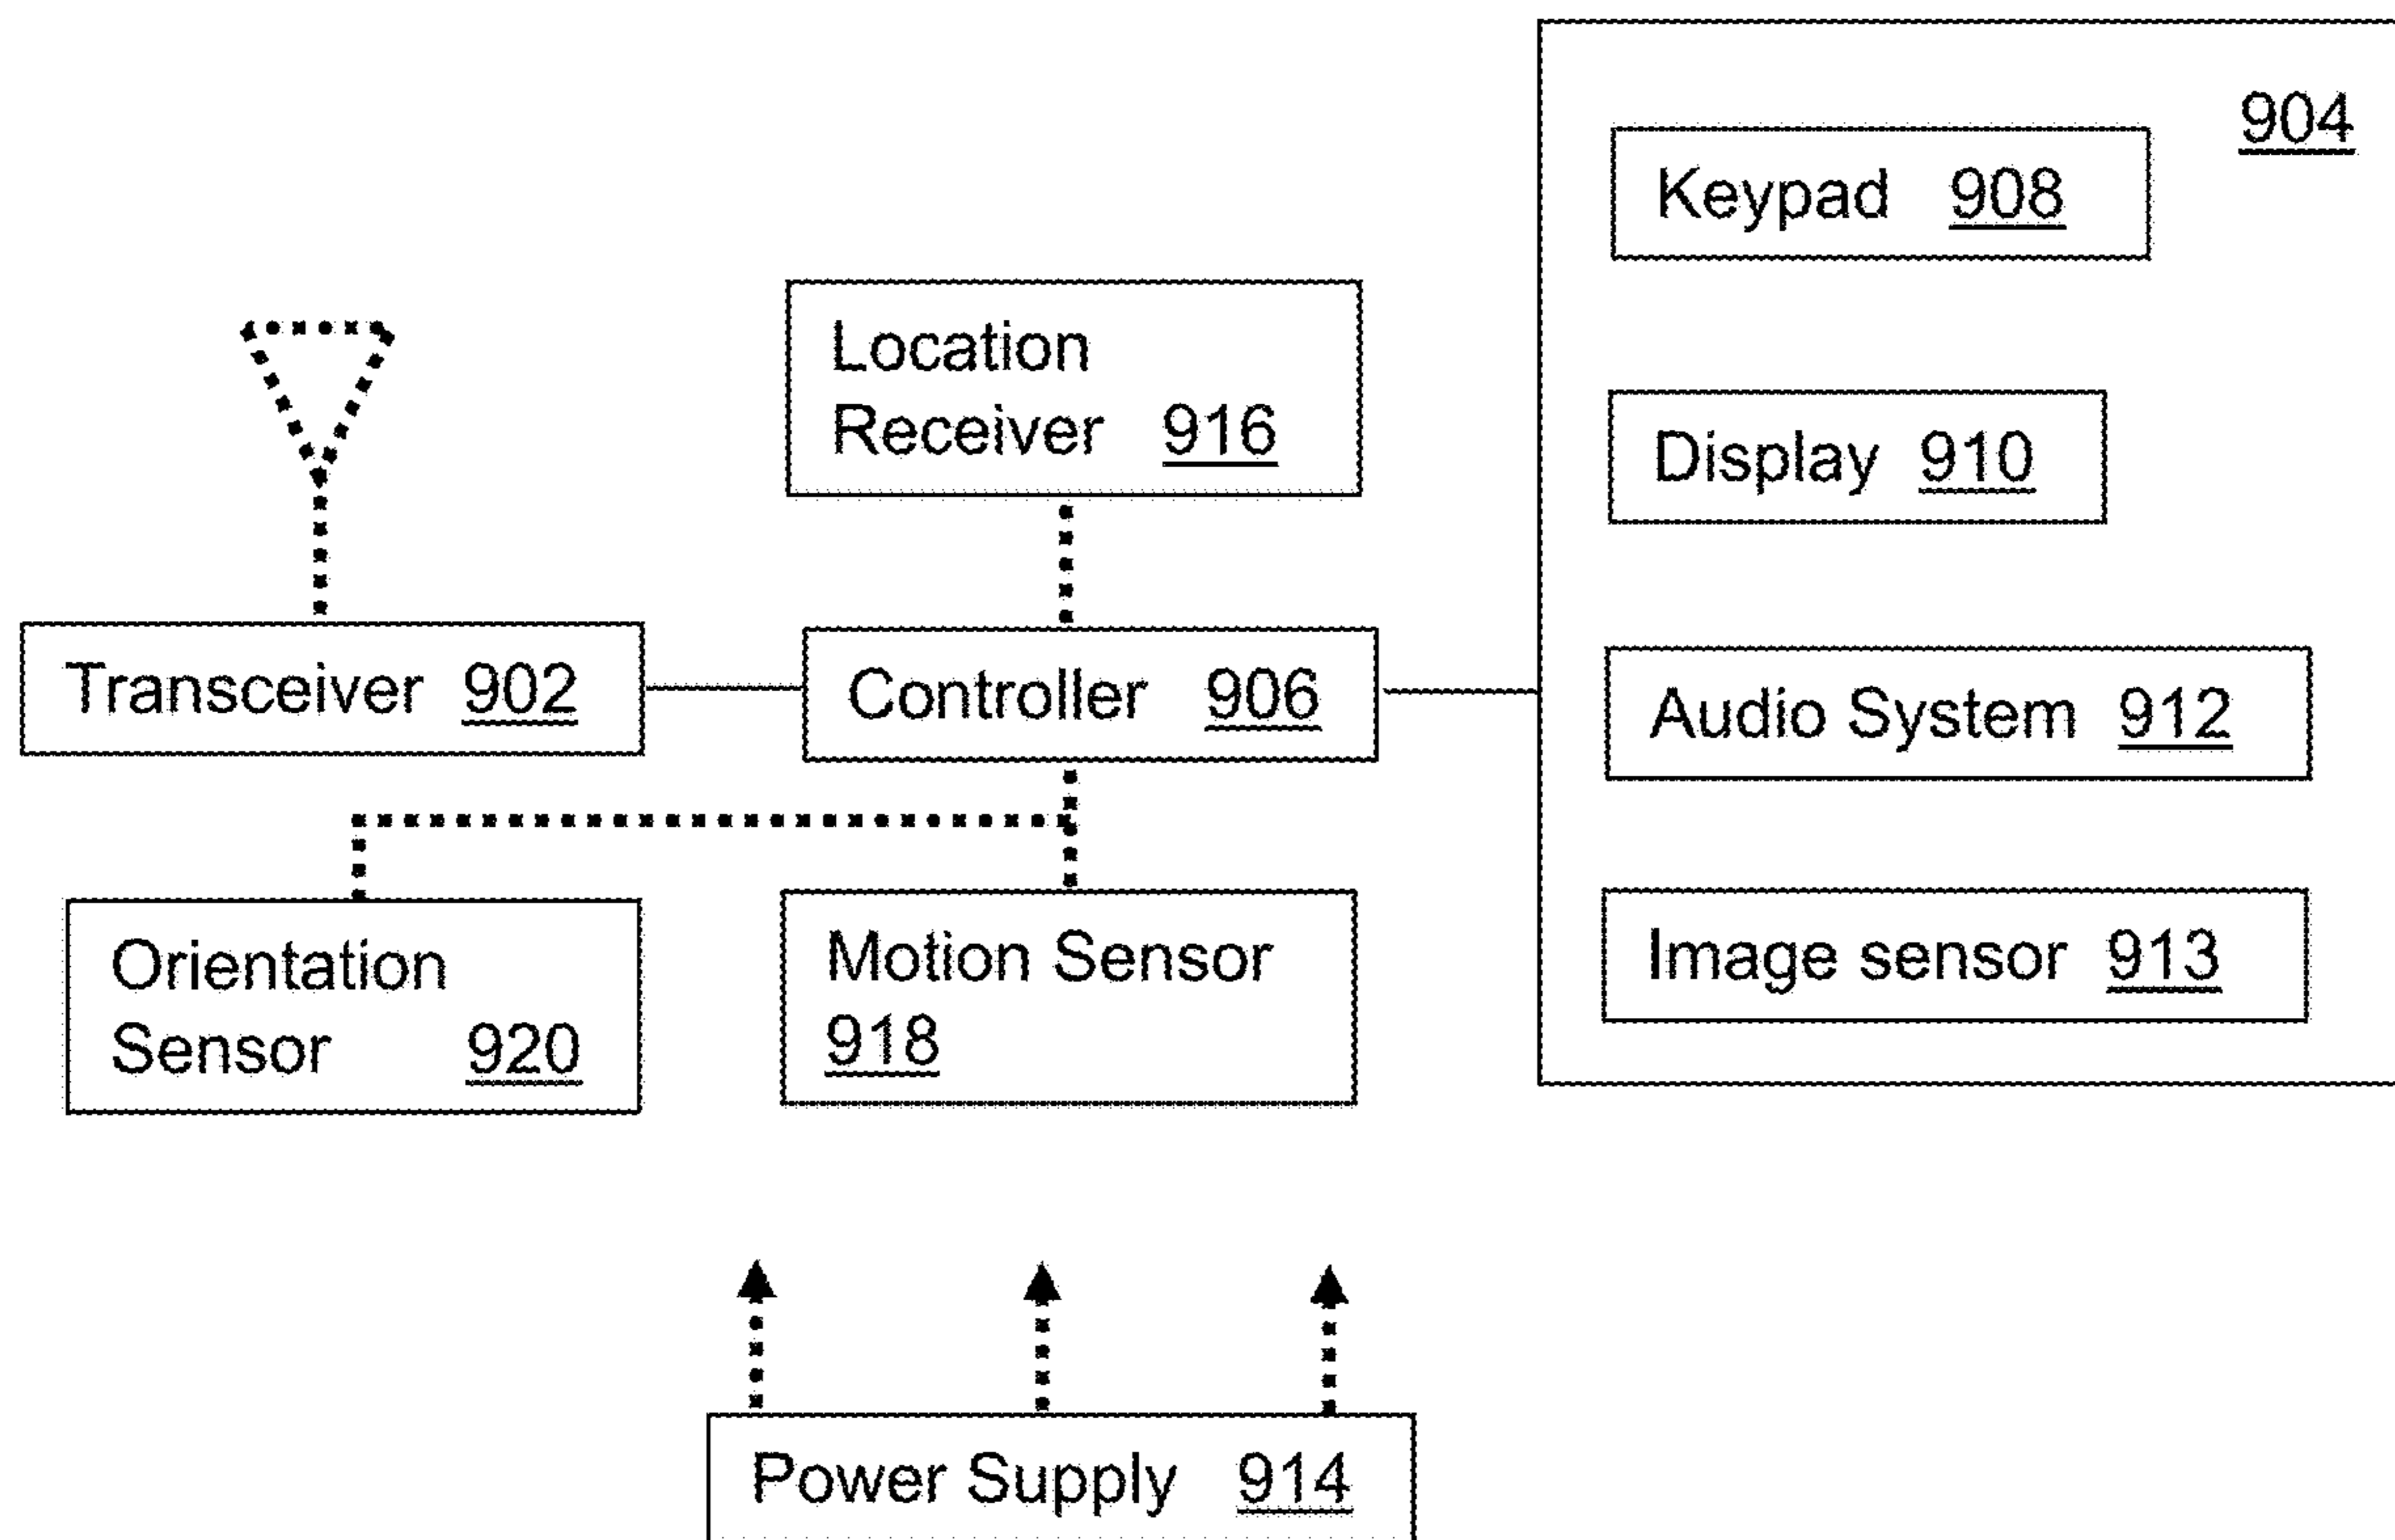 904
Keypad 908
Location
Receiver 916
Display 910
Transceiver 902
Controller 906
Audio System 912
Orientation
Sensor 920
Motion Sensor
918
Image sensor 913
Power Supply 914